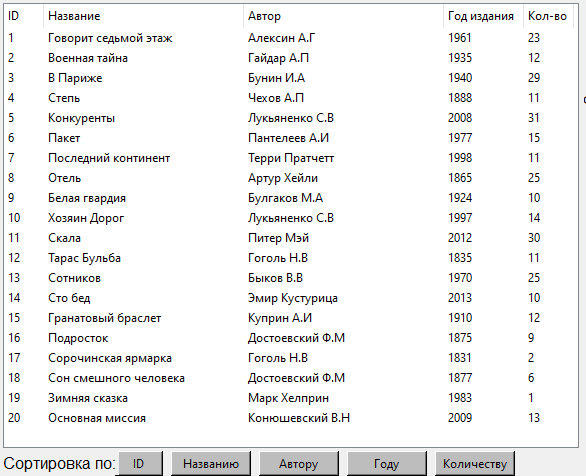 ID Название Автор Год издания Кол-во
1 Говорит седьмой этаж Алексин А.Г 1961 23
2 Военная тайна Гайдар А.П 1935 12
3 В Париже Бунин И.А 1940 29
4 Степь Чехов А.П 1888 11
5 Конкуренты Лукьяненко С.В 2008 31
6 Пакет Пантелеев А.И 1977 15
7 Последний континент Терри Пратчетт 1998 11
8 Отель Артур Хейли 1865 25
9 Белая гвардия Булгаков М.А 1924 10
10 Хозяин Дорог Лукьяненко С.В 1997 14
11 Скала Питер Мэй 2012 30
12 Тарас Бульба Гоголь Н.В 1835 11
13 Сотников Быков В.В 1970 25
14 Сто бед Эмир Кустурица 2013 10
15 Гранатовый браслет Куприн А.И 1910 12
16 Подросток Достоевский Ф.М 1875 9
17 Сорочинская ярмарка Гоголь Н.В 1831 2
18 Сон смешного человека Достоевский Ф.М 1877 6
19 Зимняя сказка Марк Хелприн 1983 1
20 Основная миссия Конюшевский В.Н 2009 13
Сортировка по: ID Названию Автору Году Количеству